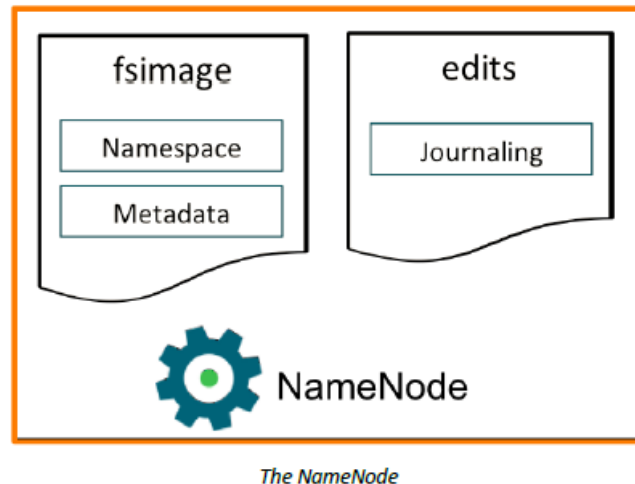 fsimage
Namespace
Metadata
edits
Journaling
NameNode
The NameNode